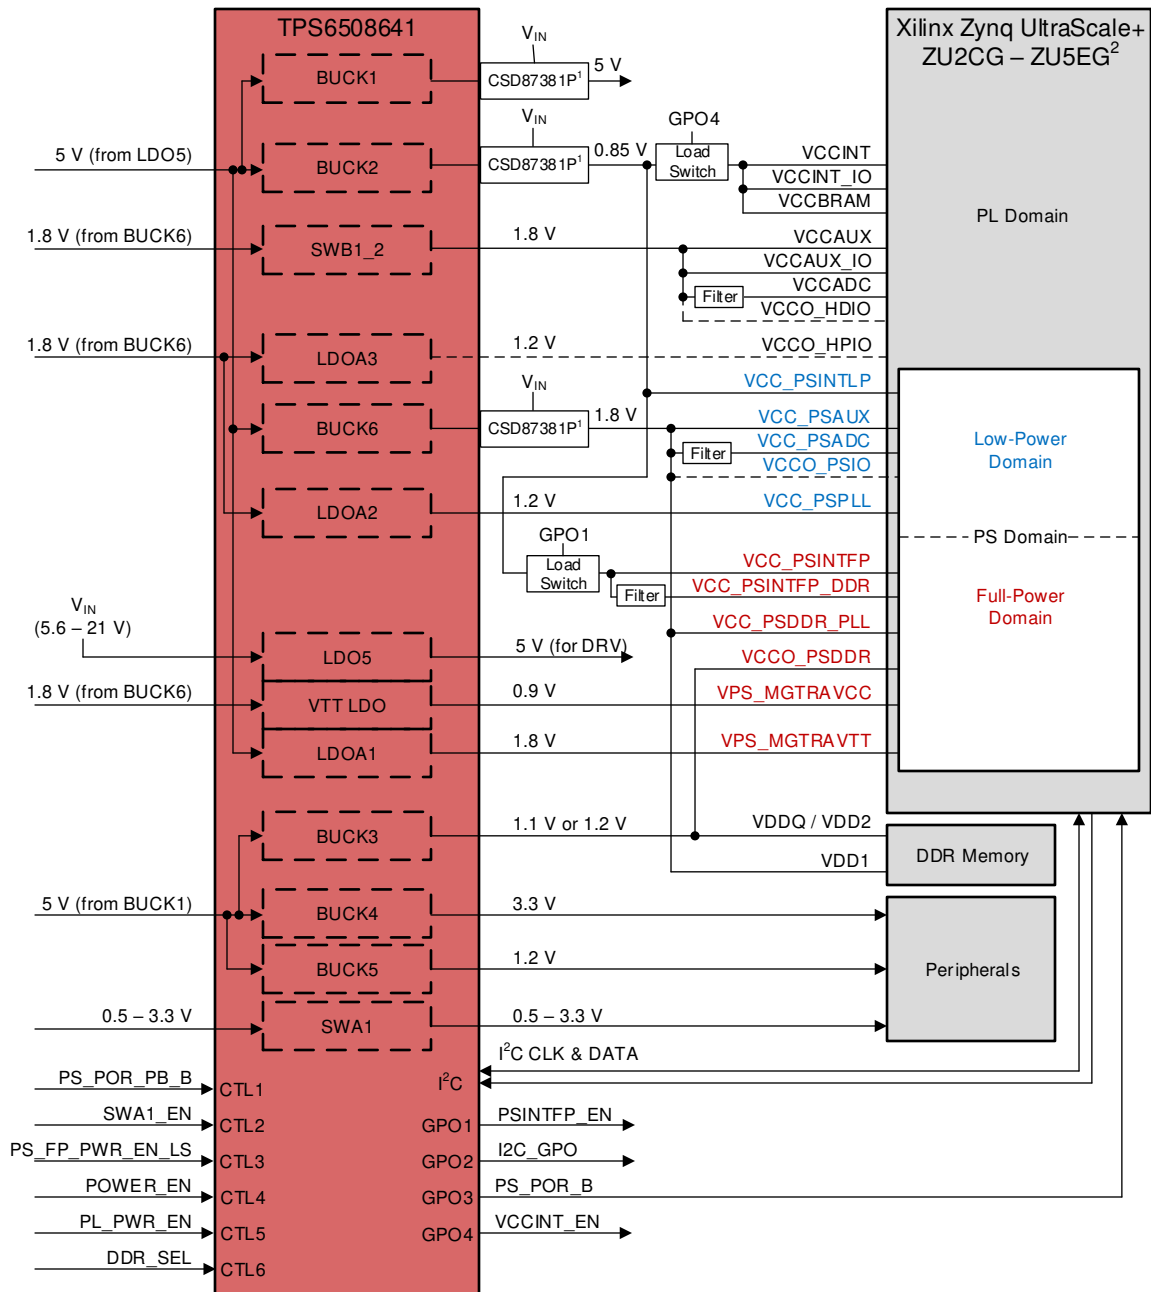 TPS6508641
Xilinx Zynq UltraScale+
ZU2CG – ZU5EG²
V_IN
BUCK1
CSD87381P¹
5 V
V_IN
GPO4
5 V (from LDO5)
BUCK2
CSD87381P¹
0.85 V
Load
Switch
VCCINT
VCCINT_IO
VCCBRAM
PL Domain
1.8 V (from BUCK6)
SWB1_2
1.8 V
VCCAUX
VCCAUX_IO
Filter
VCCADC
VCCO_HDIO
1.8 V (from BUCK6)
LDOA3
1.2 V
VCCO_HPIO
V_IN
VCC_PSINTLP
BUCK6
CSD87381P¹
1.8 V
VCC_PSAUX
Filter
VCC_PSADC
VCCO_PSIO
Low-Power
Domain
LDOA2
1.2 V
VCC_PSPLL
GPO1
PS Domain
Load
Switch
VCC_PSINTFP
Filter
VCC_PSINTFP_DDR
Full-Power
Domain
V_IN
(5.6 – 21 V)
VCC_PSDDR_PLL
LDO5
5 V (for DRV)
VCCO_PSDDR
1.8 V (from BUCK6)
VTT LDO
0.9 V
VPS_MGTRAVCC
LDOA1
1.8 V
VPS_MGTRAVTT
BUCK3
1.1 V or 1.2 V
VDDQ / VDD2
VDD1
DDR Memory
5 V (from BUCK1)
BUCK4
3.3 V
BUCK5
1.2 V
Peripherals
0.5 – 3.3 V
SWA1
0.5 – 3.3 V
I²C CLK & DATA
PS_POR_PB_B
CTL1
I²C
SWA1_EN
CTL2
GPO1
PSINTFP_EN
PS_FP_PWR_EN_LS
CTL3
GPO2
I2C_GPO
POWER_EN
CTL4
GPO3
PS_POR_B
PL_PWR_EN
CTL5
GPO4
VCCINT_EN
DDR_SEL
CTL6